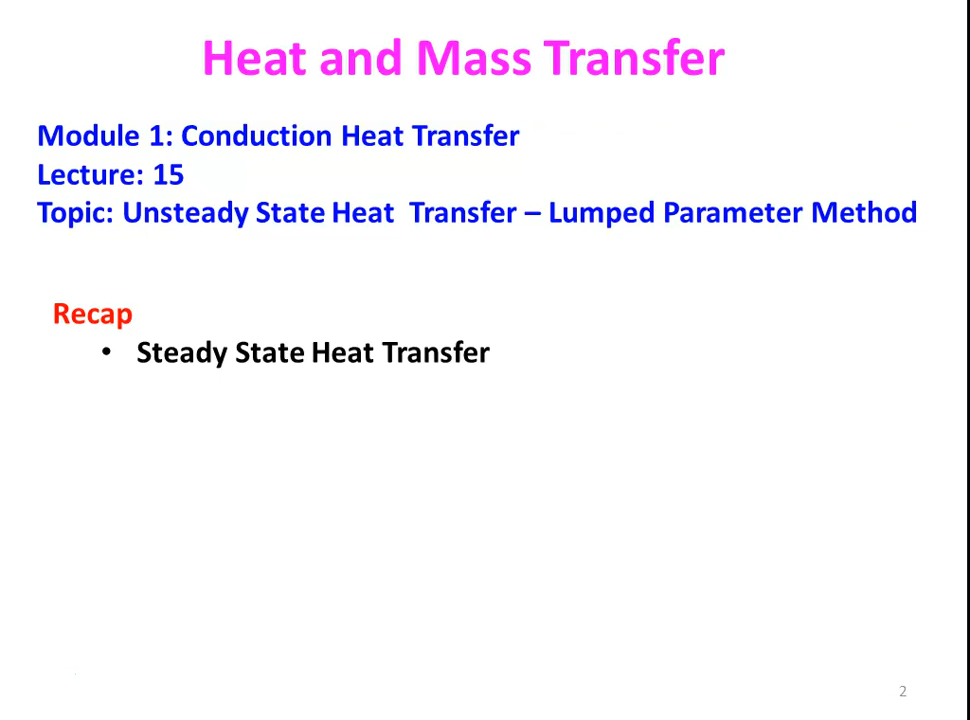 Heat and Mass Transfer
Module 1: Conduction Heat Transfer
Lecture: 15
Topic: Unsteady State Heat Transfer – Lumped Parameter Method
Recap
• Steady State Heat Transfer
2